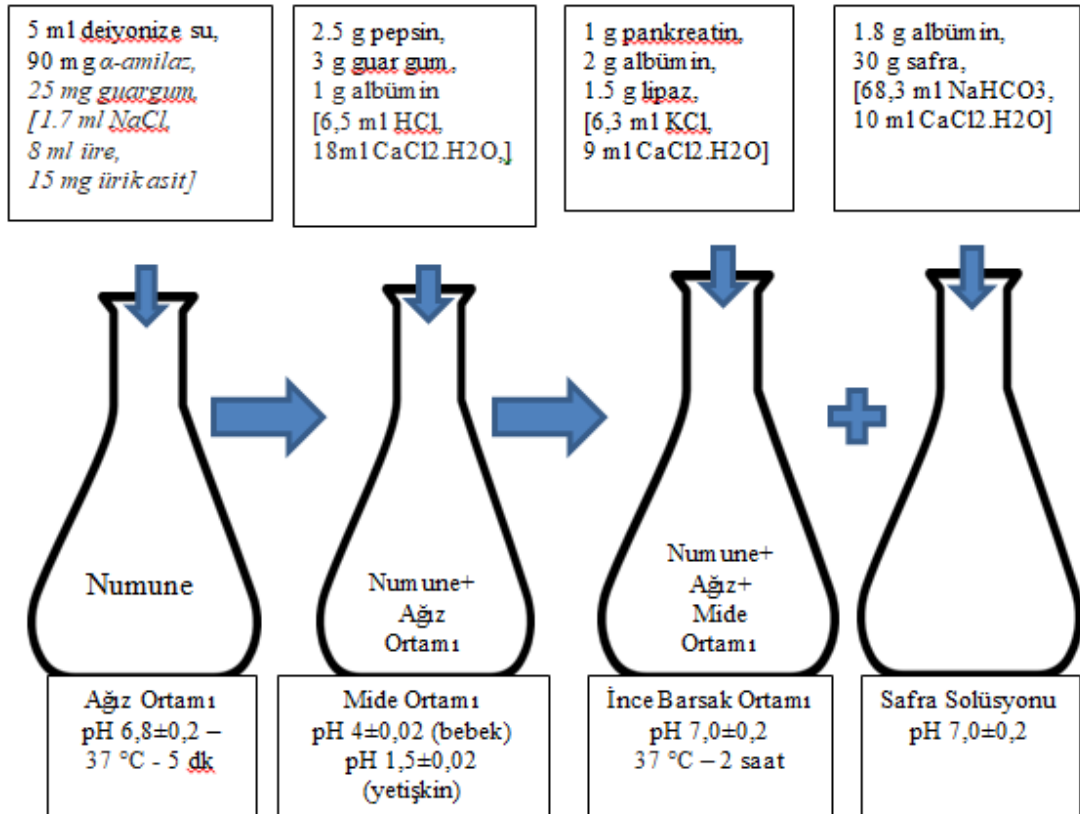 5 ml deiyonize su,
90 mg α-amilaz,
25 mg guargum,
[1.7 ml NaCl,
8 ml üre,
15 mg ürik asit]
2.5 g pepsin,
3 g guar gum,
1 g albümin
[6,5 ml HCl,
18ml CaCl2.H2O,]
1 g pankreatin,
2 g albümin,
1.5 g lipaz,
[6,3 ml KCl,
9 ml CaCl2.H2O]
1.8 g albümin,
30 g safra,
[68,3 ml NaHCO3,
10 ml CaCl2.H2O]
Numune
Numune+
Ağız
Ortamı
Numune+
Ağız+
Mide
Ortamı
Ağız Ortamı
pH 6,8±0,2 –
37 °C - 5 dk
Mide Ortamı
pH 4±0,02 (bebek)
pH 1,5±0,02
(yetişkin)
İnce Barsak Ortamı
pH 7,0±0,2
37 °C – 2 saat
Safra Solüsyonu
pH 7,0±0,2